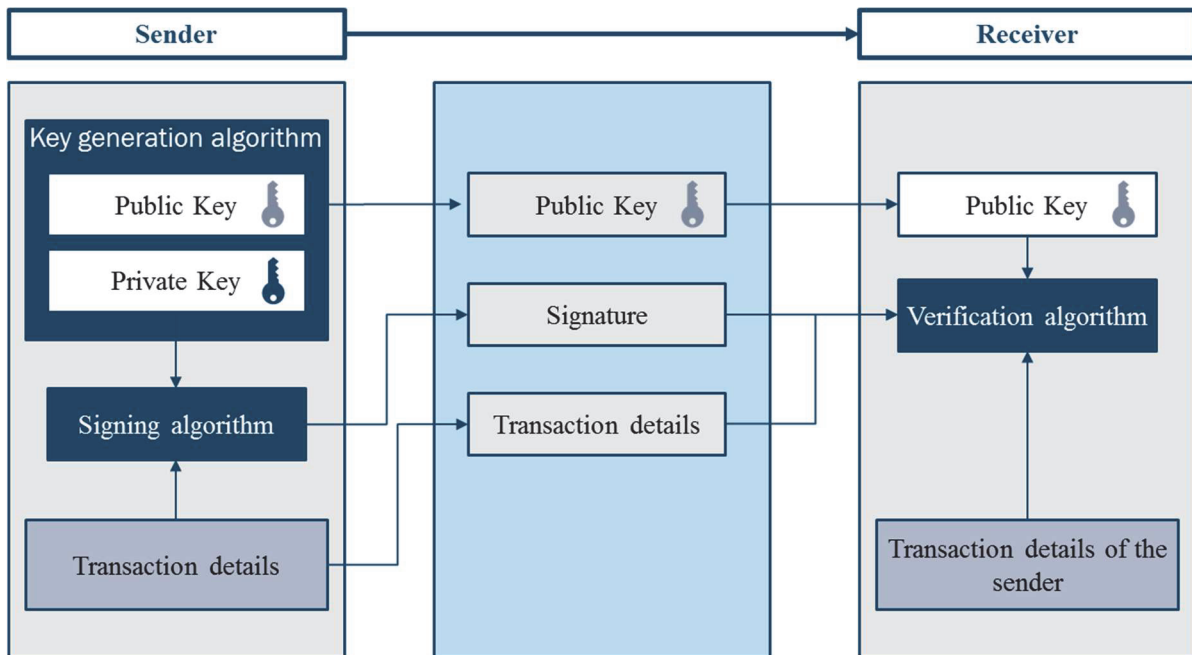 Sender
Receiver
Key generation algorithm
Public Key
Private Key
Signing algorithm
Transaction details
Public Key
Signature
Transaction details
Public Key
Verification algorithm
Transaction details of the
sender